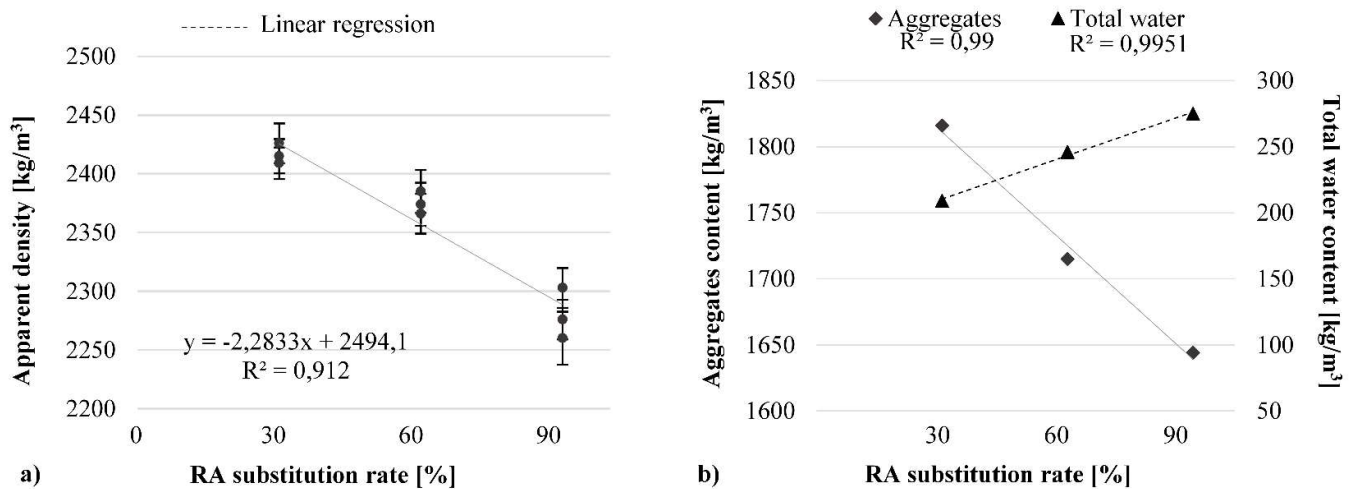 Linear regression
2500
2450
2400
2350
2300
2250
2200
Apparent density [kg/m³]
y = -2,2833x + 2494,1
R² = 0,912
0 30 60 90
a) RA substitution rate [%]
Aggregates Total water
R² = 0,99 R² = 0,9951
1850
1800
1750
1700
1650
1600
Aggregates content [kg/m³]
300
250
200
150
100
50
Total water content [kg/m³]
30 60 90
b) RA substitution rate [%]